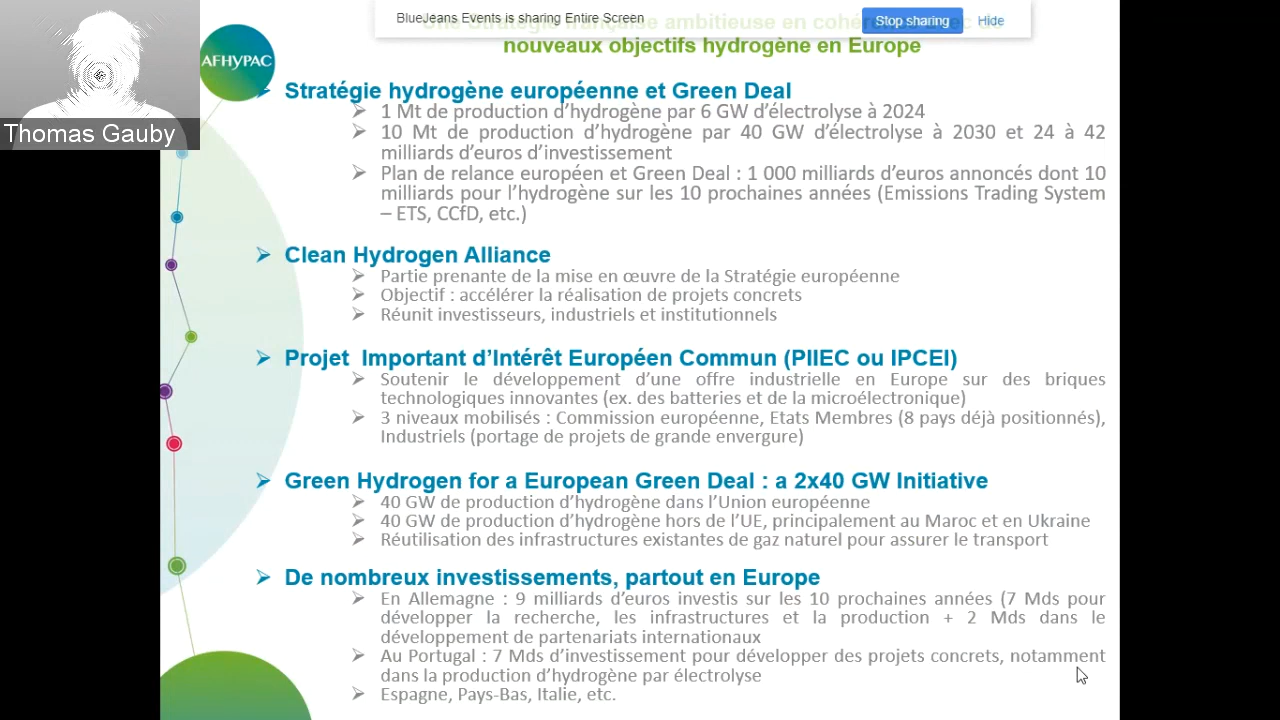 BlueJeans Events is sharing Entire Screen
Stop sharing
Hide
Une Stratégie française ambitieuse en cohérence avec de
nouveaux objectifs hydrogène en Europe
AFHYPAC
Thomas Gauby
➢ Stratégie hydrogène européenne et Green Deal
➢ 1 Mt de production d’hydrogène par 6 GW d’électrolyse à 2024
➢ 10 Mt de production d’hydrogène par 40 GW d’électrolyse à 2030 et 24 à 42
milliards d’euros d’investissement
➢ Plan de relance européen et Green Deal : 1 000 milliards d’euros annoncés dont 10
milliards pour l’hydrogène sur les 10 prochaines années (Emissions Trading System
– ETS, CCfD, etc.)
➢ Clean Hydrogen Alliance
➢ Partie prenante de la mise en œuvre de la Stratégie européenne
➢ Objectif : accélérer la réalisation de projets concrets
➢ Réunit investisseurs, industriels et institutionnels
➢ Projet Important d’Intérêt Européen Commun (PIIEC ou IPCEI)
➢ Soutenir le développement d’une offre industrielle en Europe sur des briques
technologiques innovantes (ex. des batteries et de la microélectronique)
➢ 3 niveaux mobilisés : Commission européenne, Etats Membres (8 pays déjà positionnés),
Industriels (portage de projets de grande envergure)
➢ Green Hydrogen for a European Green Deal : a 2x40 GW Initiative
➢ 40 GW de production d’hydrogène dans l’Union européenne
➢ 40 GW de production d’hydrogène hors de l’UE, principalement au Maroc et en Ukraine
➢ Réutilisation des infrastructures existantes de gaz naturel pour assurer le transport
➢ De nombreux investissements, partout en Europe
➢ En Allemagne : 9 milliards d’euros investis sur les 10 prochaines années (7 Mds pour
développer la recherche, les infrastructures et la production + 2 Mds dans le
développement de partenariats internationaux
➢ Au Portugal : 7 Mds d’investissement pour développer des projets concrets, notamment
dans la production d’hydrogène par électrolyse
➢ Espagne, Pays-Bas, Italie, etc.